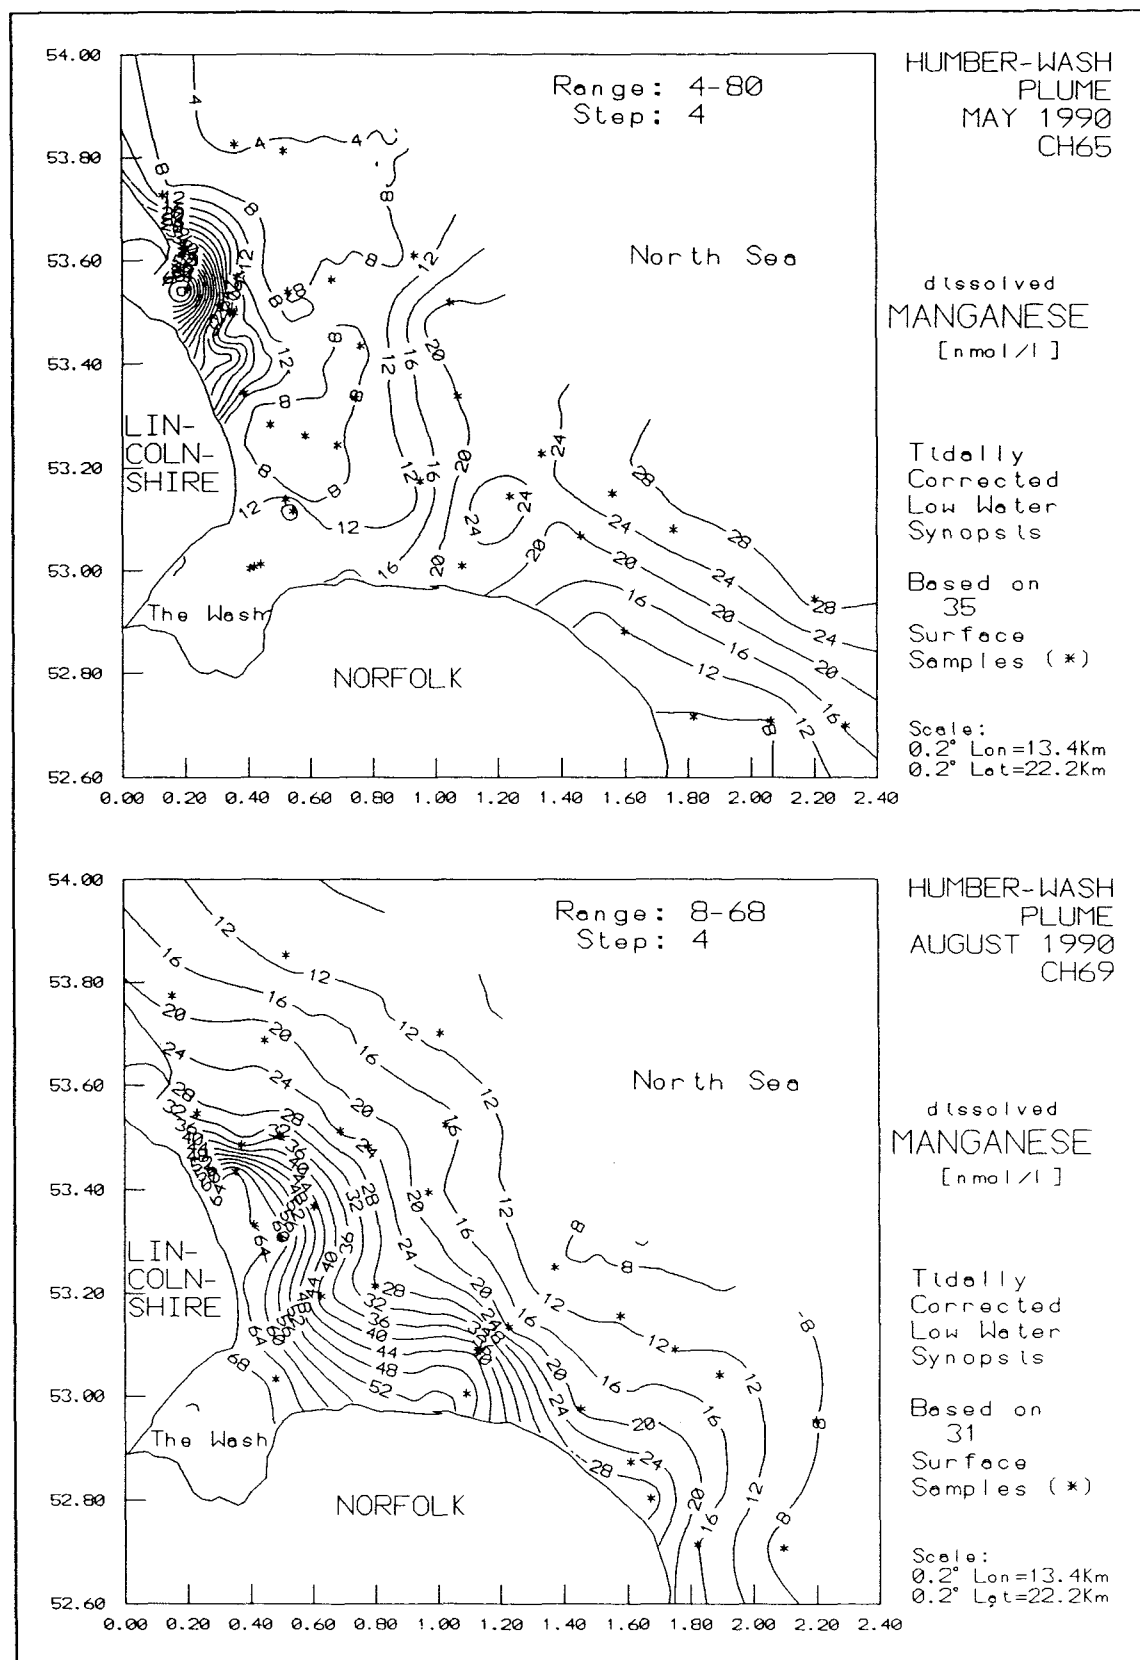 HUMBER-WASH
PLUME
MAY 1990
CH65
Range: 4-80
Step: 4
North Sea
dissolved
MANGANESE
[nmol/l]
LIN-
COLN-
SHIRE
The Wash
NORFOLK
Tidally
Corrected
Low Water
Synopsis
Based on
35
Surface
Samples (*)
Scale:
0.2° Lon=13.4Km
0.2° Lat=22.2Km
54.00
53.80
53.60
53.40
53.20
53.00
52.80
52.60
0.00 0.20 0.40 0.60 0.80 1.00 1.20 1.40 1.60 1.80 2.00 2.20 2.40
HUMBER-WASH
PLUME
AUGUST 1990
CH69
Range: 8-68
Step: 4
North Sea
dissolved
MANGANESE
[nmol/l]
LIN-
COLN-
SHIRE
The Wash
NORFOLK
Tidally
Corrected
Low Water
Synopsis
Based on
31
Surface
Samples (*)
Scale:
0.2° Lon=13.4Km
0.2° Lat=22.2Km
54.00
53.80
53.60
53.40
53.20
53.00
52.80
52.60
0.00 0.20 0.40 0.60 0.80 1.00 1.20 1.40 1.60 1.80 2.00 2.20 2.40